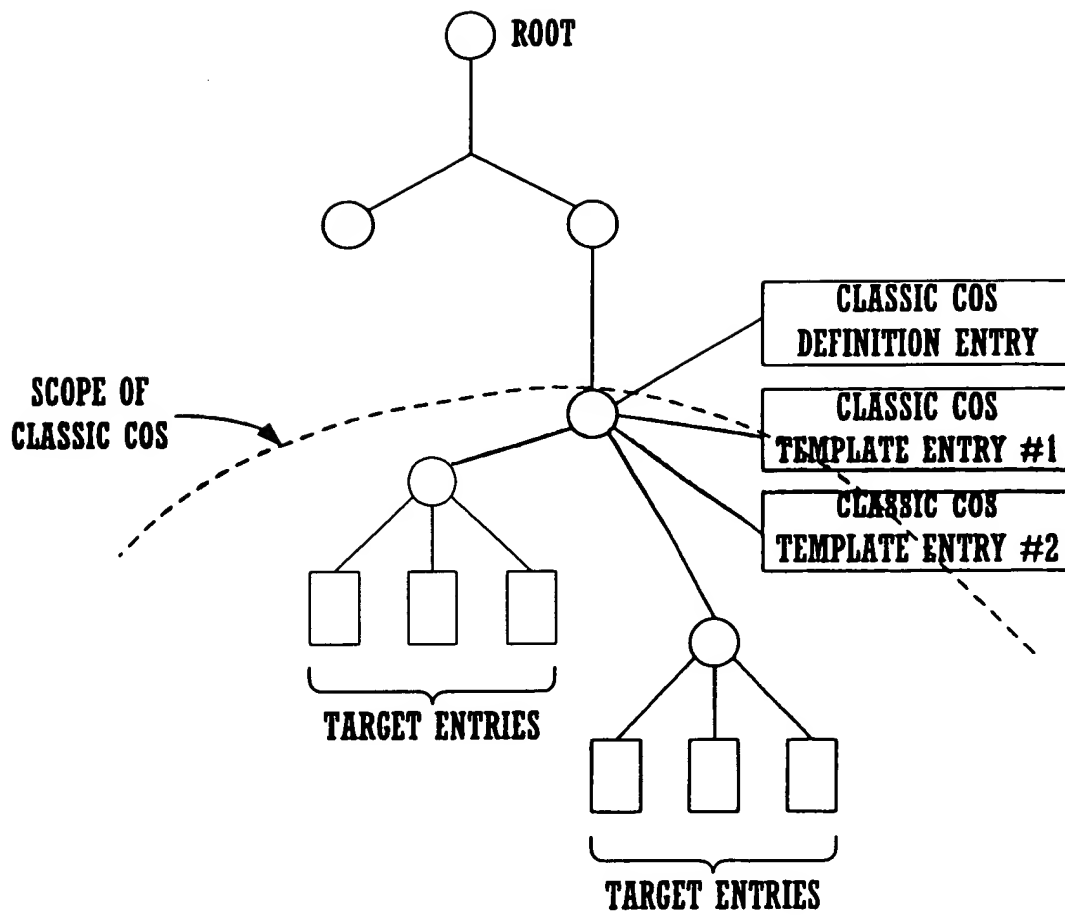 ROOT
CLASSIC COS
DEFINITION ENTRY
SCOPE OF
CLASSIC COS
CLASSIC COS
TEMPLATE ENTRY #1
CLASSIC COS
TEMPLATE ENTRY #2
TARGET ENTRIES
TARGET ENTRIES